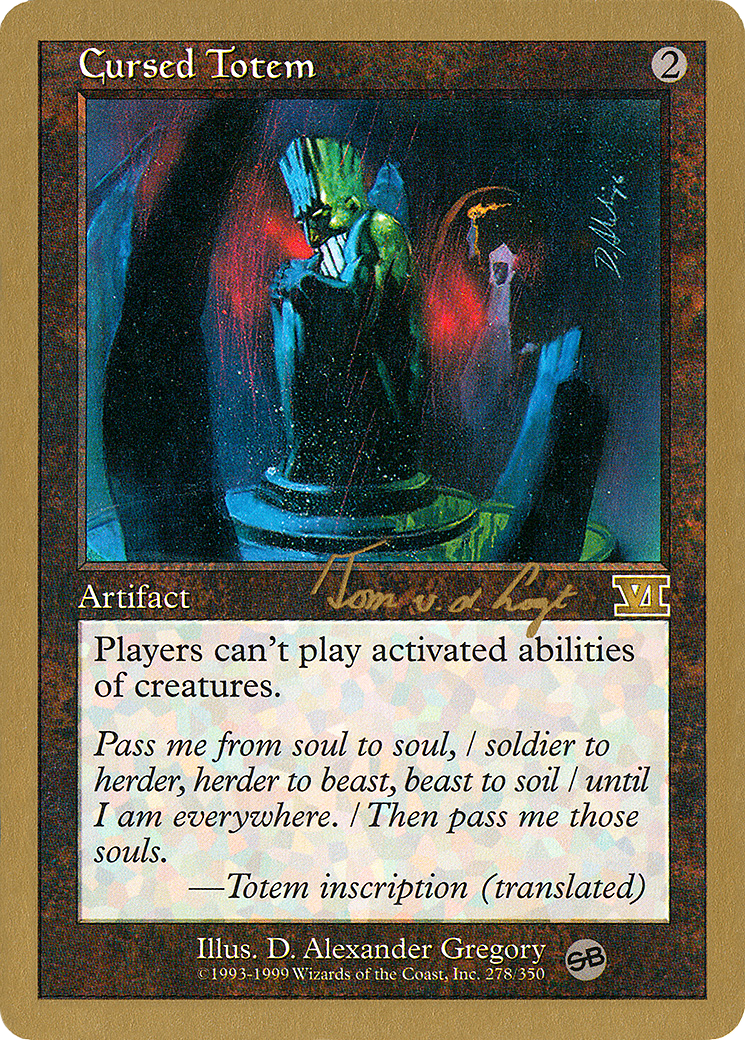 Cursed Totem
2
Artifact
Tom v.d. Logt
VI
Players can't play activated abilities
of creatures.
Pass me from soul to soul, / soldier to
herder, herder to beast, beast to soil / until
I am everywhere. / Then pass me those
souls.
—Totem inscription (translated)
Illus. D. Alexander Gregory
©1993-1999 Wizards of the Coast, Inc. 278/350
SB